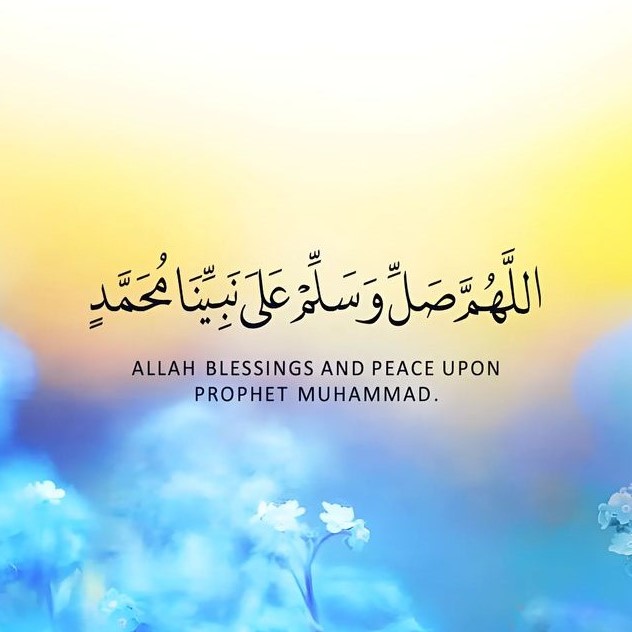 اللَّهُمَّ صَلِّ وَسَلِّمْ عَلَى نَبِيِّنَا مُحَمَّدٍ
ALLAH BLESSINGS AND PEACE UPON
PROPHET MUHAMMAD.